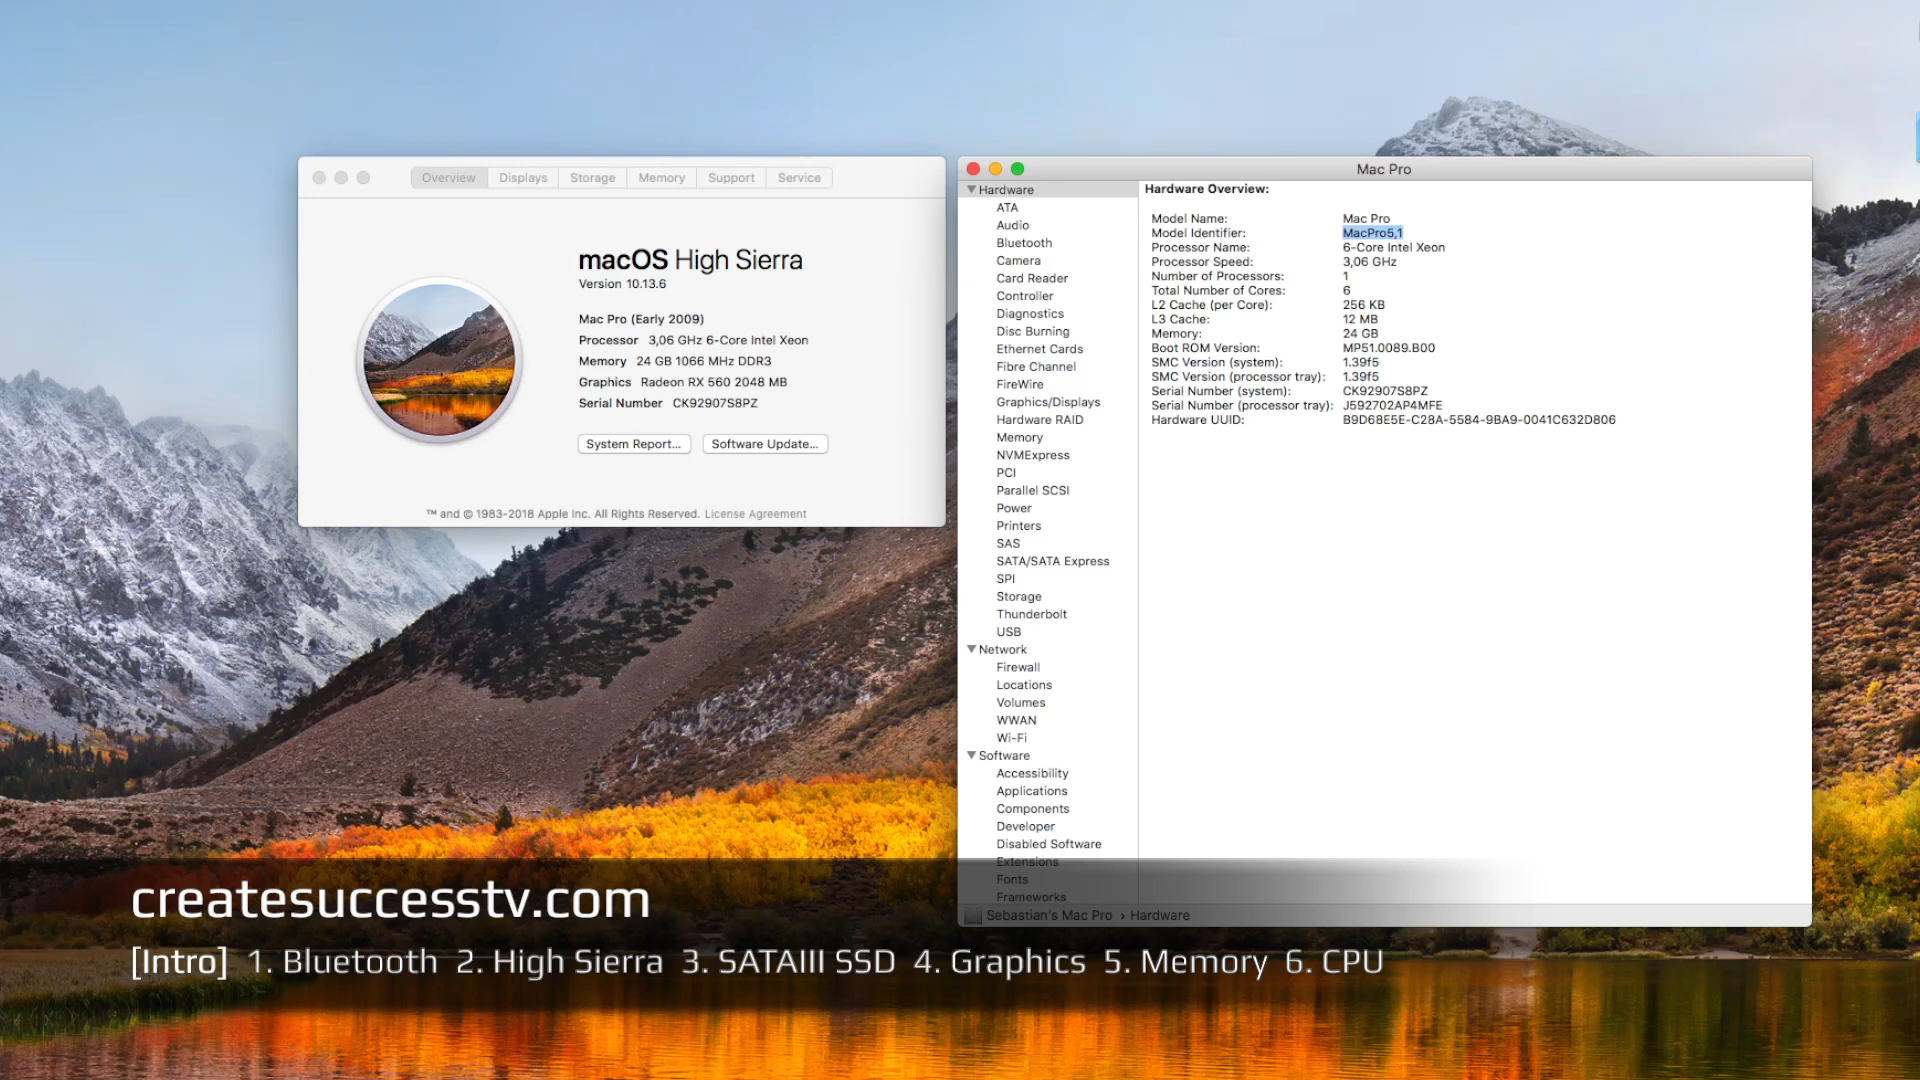 Overview Displays Storage Memory Support Service
macOS High Sierra
Version 10.13.6
Mac Pro (Early 2009)
Processor 3,06 GHz 6-Core Intel Xeon
Memory 24 GB 1066 MHz DDR3
Graphics Radeon RX 560 2048 MB
Serial Number CK92907S8PZ
System Report... Software Update...
™ and © 1983-2018 Apple Inc. All Rights Reserved. License Agreement
Mac Pro
Hardware
ATA
Audio
Bluetooth
Camera
Card Reader
Controller
Diagnostics
Disc Burning
Ethernet Cards
Fibre Channel
FireWire
Graphics/Displays
Hardware RAID
Memory
NVMExpress
PCI
Parallel SCSI
Power
Printers
SAS
SATA/SATA Express
SPI
Storage
Thunderbolt
USB
Network
Firewall
Locations
Volumes
WWAN
Wi-Fi
Software
Accessibility
Applications
Components
Developer
Disabled Software
Extensions
Fonts
Frameworks
Hardware Overview:
Model Name: Mac Pro
Model Identifier: MacPro5,1
Processor Name: 6-Core Intel Xeon
Processor Speed: 3,06 GHz
Number of Processors: 1
Total Number of Cores: 6
L2 Cache (per Core): 256 KB
L3 Cache: 12 MB
Memory: 24 GB
Boot ROM Version: MP51.0089.B00
SMC Version (system): 1.39f5
SMC Version (processor tray): 1.39f5
Serial Number (system): CK92907S8PZ
Serial Number (processor tray): J592702AP4MFE
Hardware UUID: B9D68E5E-C28A-5584-9BA9-0041C632D806
Sebastian's Mac Pro › Hardware
createsuccesstv.com
[Intro] 1. Bluetooth 2. High Sierra 3. SATAIII SSD 4. Graphics 5. Memory 6. CPU